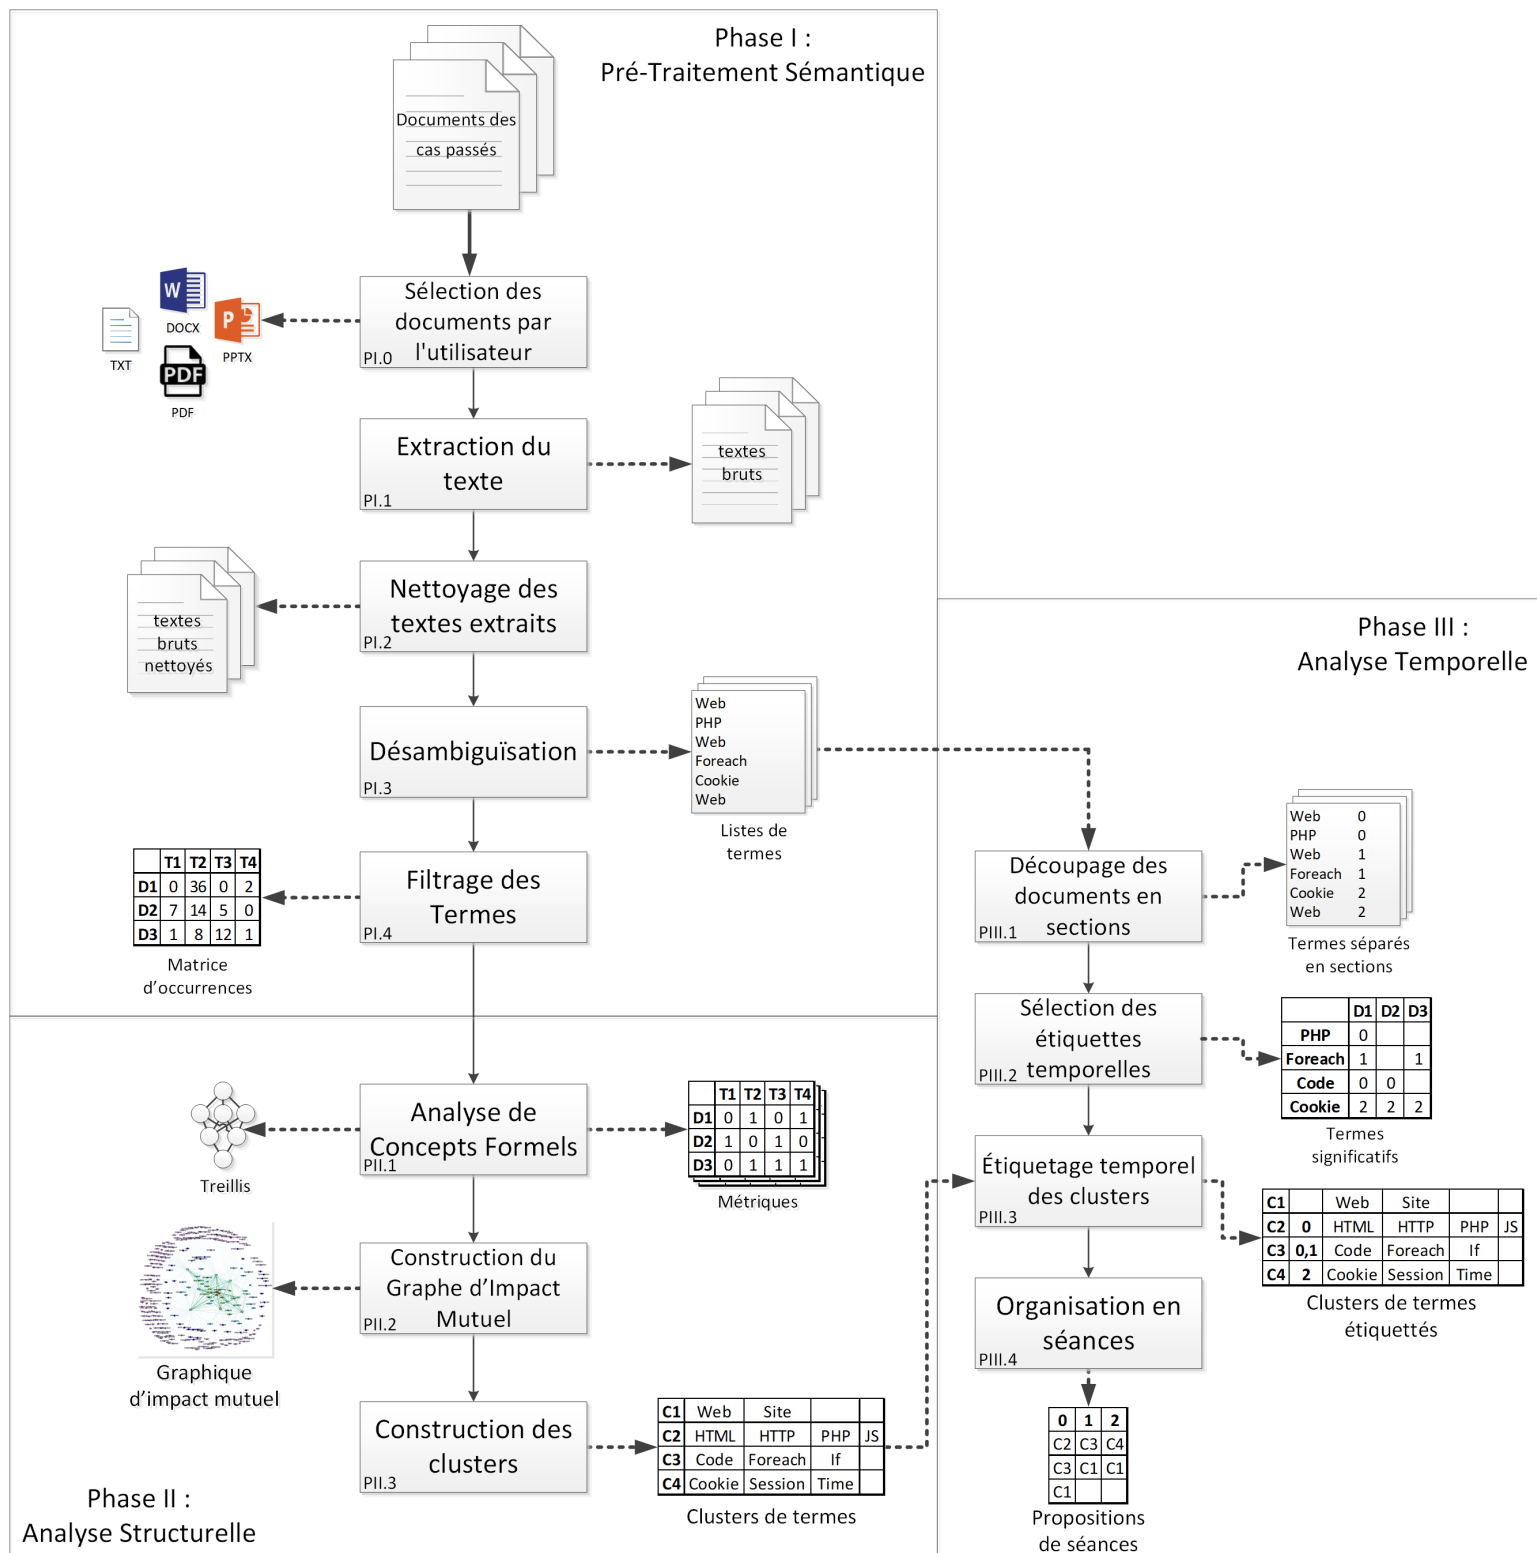 Phase I :
Pré-Traitement Sémantique
Documents des
cas passés
Sélection des
documents par
l'utilisateur
PI.0
W
DOCX
P
PPTX
TXT
PDF
PDF
Extraction du
texte
PI.1
textes
bruts
Nettoyage des
textes extraits
PI.2
textes
bruts
nettoyés
Désambiguïsation
PI.3
Web
PHP
Web
Foreach
Cookie
Web
Listes de
termes
Filtrage des
Termes
PI.4
T1 T2 T3 T4
D1 0 36 0 2
D2 7 14 5 0
D3 1 8 12 1
Matrice
d’occurrences
Phase II :
Analyse Structurelle
Analyse de
Concepts Formels
PII.1
Treillis
T1 T2 T3 T4
D1 0 1 0 1
D2 1 0 1 0
D3 0 1 1 1
Métriques
Construction du
Graphe d’Impact
Mutuel
PII.2
Graphique
d’impact mutuel
Construction des
clusters
PII.3
C1 Web Site
C2 HTML HTTP PHP JS
C3 Code Foreach If
C4 Cookie Session Time
Clusters de termes
Phase III :
Analyse Temporelle
Découpage des
documents en
sections
PIII.1
Web 0
PHP 0
Web 1
Foreach 1
Cookie 2
Web 2
Termes séparés
en sections
Sélection des
étiquettes
temporelles
PIII.2
D1 D2 D3
PHP 0
Foreach 1 1
Code 0 0
Cookie 2 2 2
Termes
significatifs
Étiquetage temporel
des clusters
PIII.3
C1 Web Site
C2 0 HTML HTTP PHP JS
C3 0,1 Code Foreach If
C4 2 Cookie Session Time
Clusters de termes
étiquettés
Organisation en
séances
PIII.4
0 1 2
C2 C3 C4
C3 C1 C1
C1
Propositions
de séances